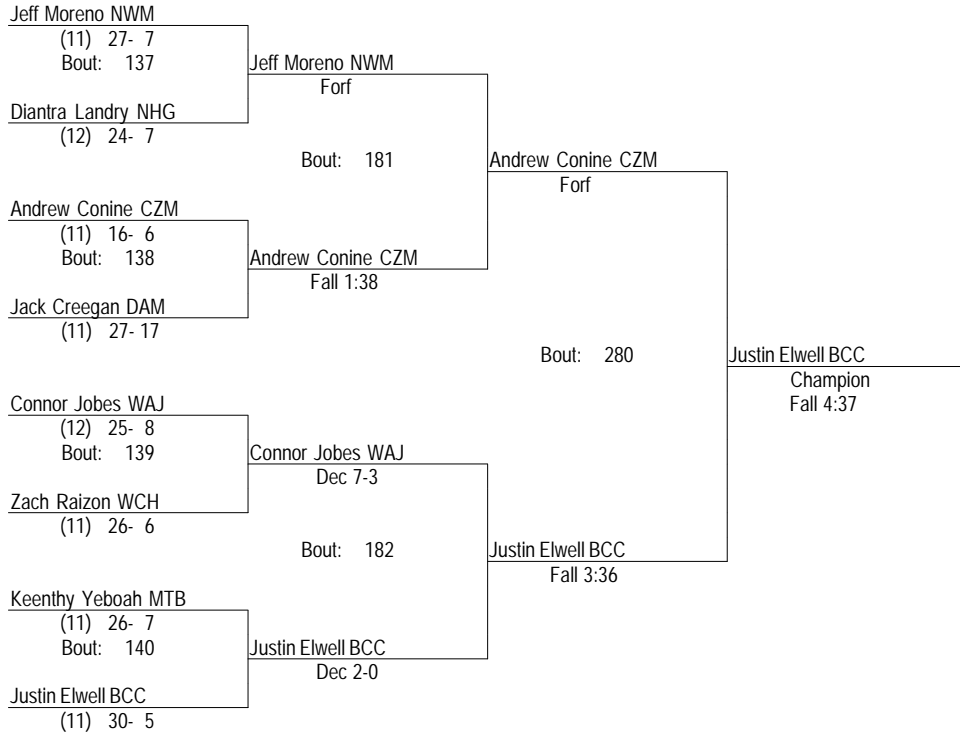 Jeff Moreno NWM
(11) 27- 7
Bout: 137
Jeff Moreno NWM
Forf
Diantra Landry NHG
(12) 24- 7
Bout: 181
Andrew Conine CZM
Forf
Andrew Conine CZM
(11) 16- 6
Bout: 138
Andrew Conine CZM
Fall 1:38
Jack Creegan DAM
(11) 27- 17
Bout: 280
Justin Elwell BCC
Champion
Fall 4:37
Connor Jobes WAJ
(12) 25- 8
Bout: 139
Connor Jobes WAJ
Dec 7-3
Zach Raizon WCH
(11) 26- 6
Bout: 182
Justin Elwell BCC
Fall 3:36
Keenthy Yeboah MTB
(11) 26- 7
Bout: 140
Justin Elwell BCC
Dec 2-0
Justin Elwell BCC
(11) 30- 5